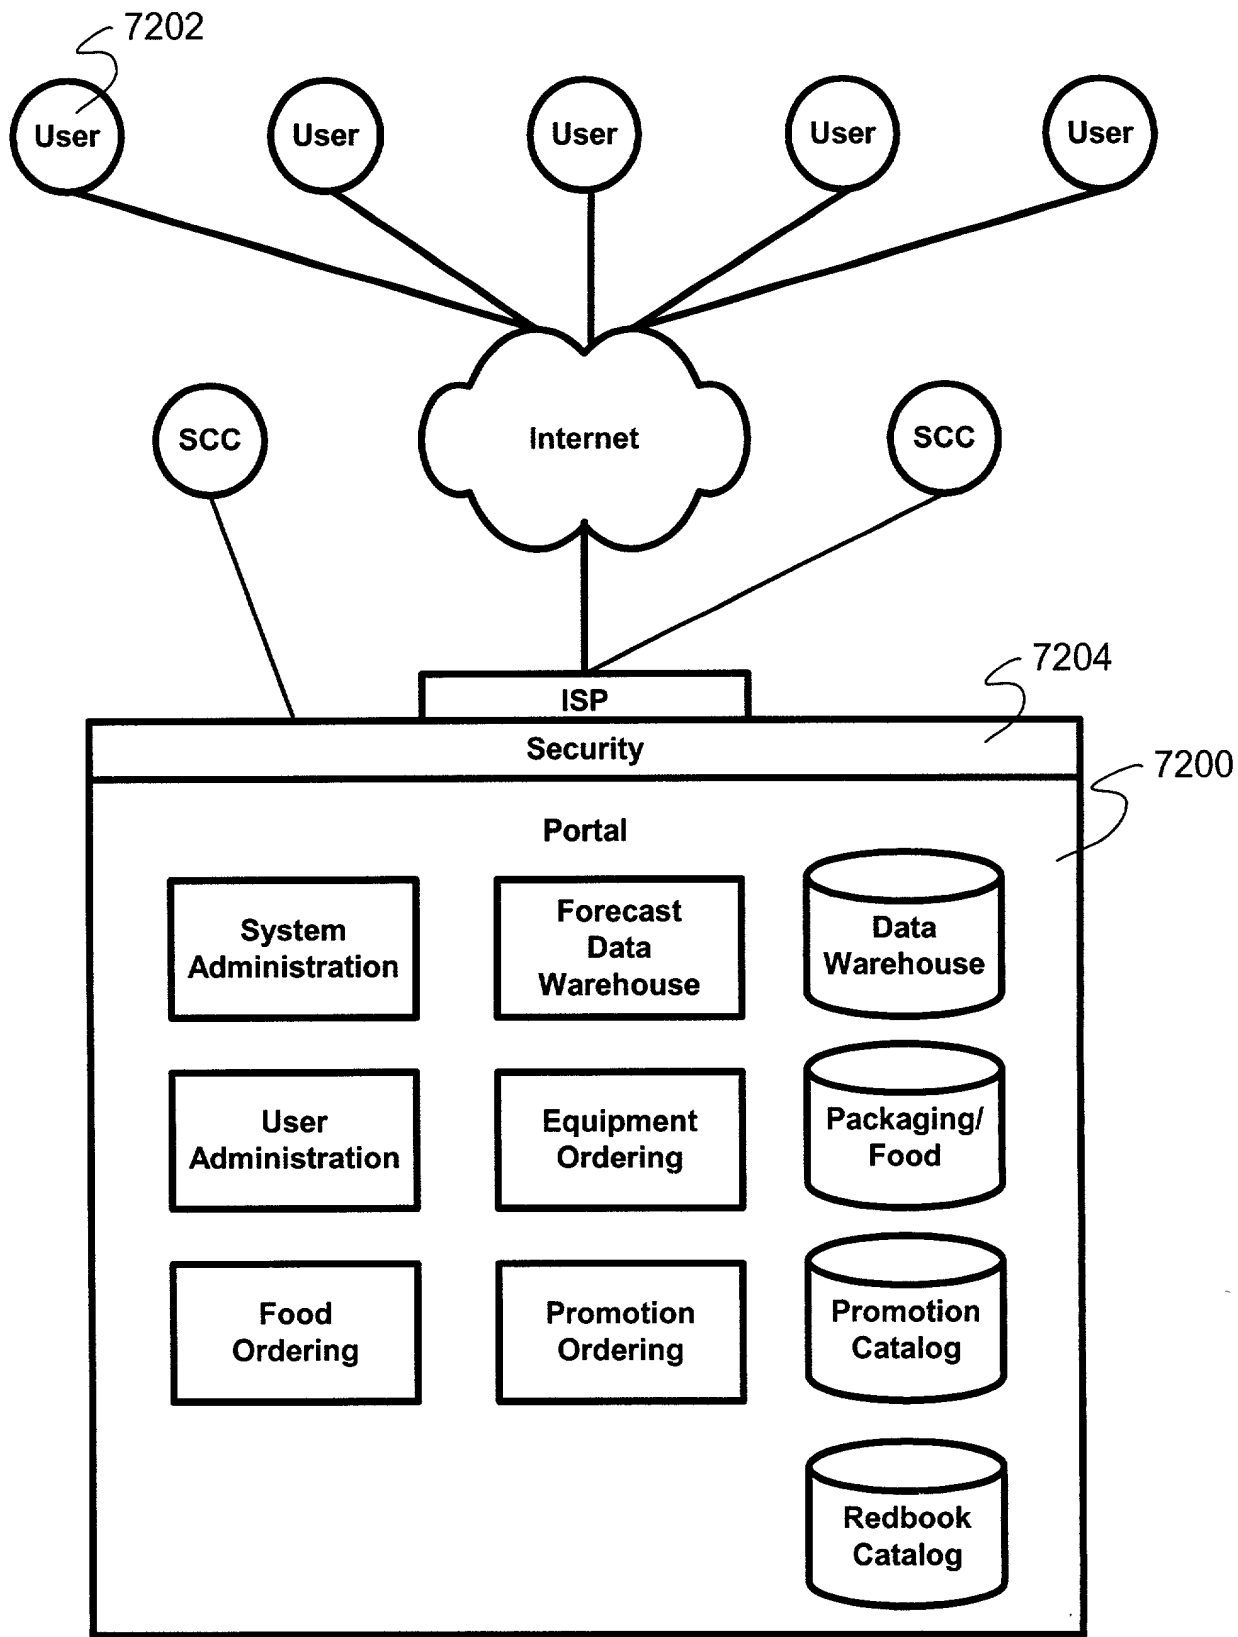 7202
User
User
User
User
User
SCC
Internet
SCC
7204
ISP
Security
7200
Portal
System
Administration
Forecast
Data
Warehouse
Data
Warehouse
User
Administration
Equipment
Ordering
Packaging/
Food
Food
Ordering
Promotion
Ordering
Promotion
Catalog
Redbook
Catalog